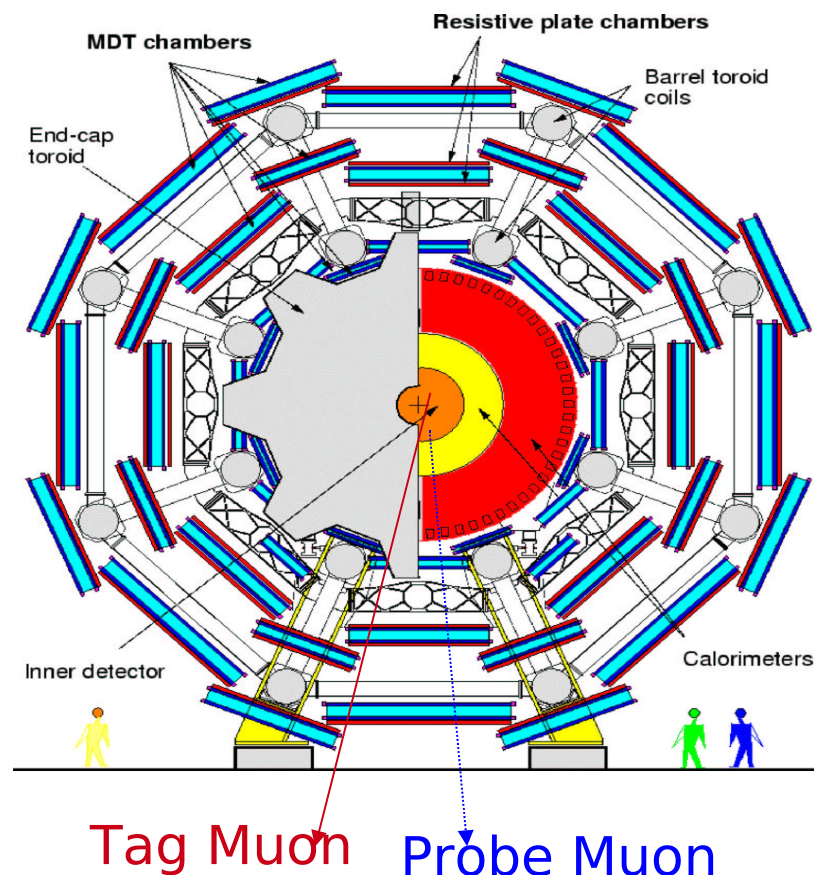 Resistive plate chambers
MDT chambers
Barrel toroid
coils
End-cap
toroid
Inner detector
Calorimeters
Tag Muon
Probe Muon